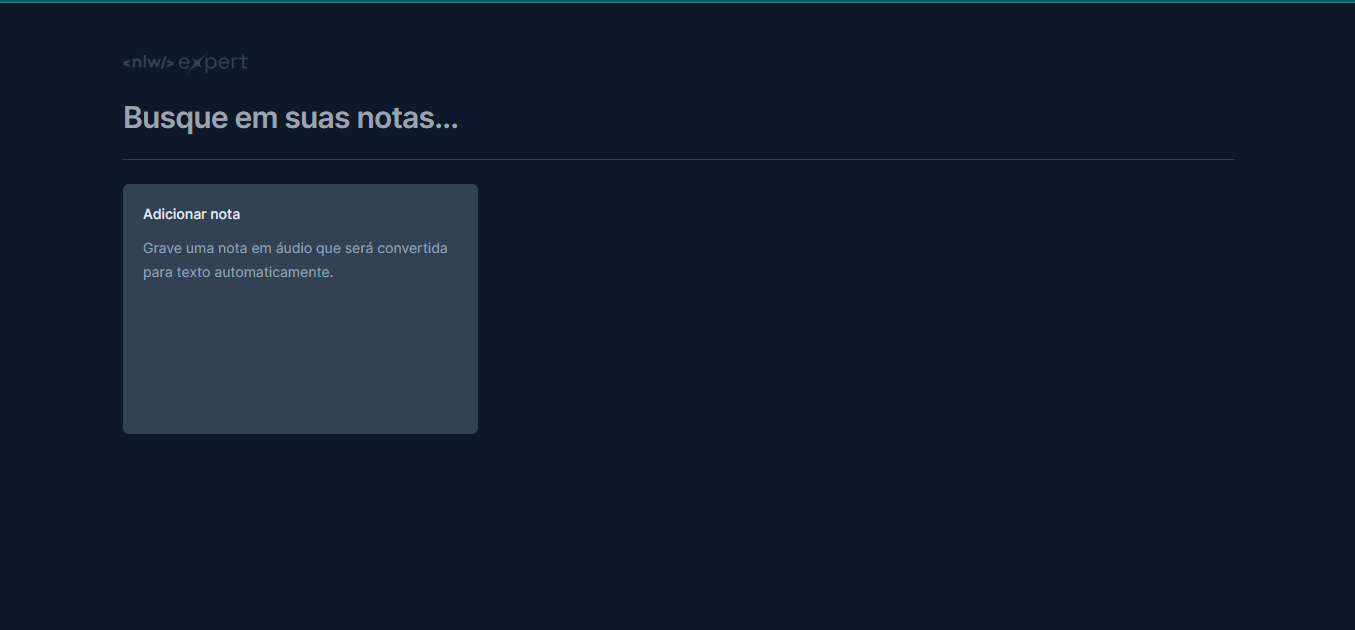 <nlw/> expert
Busque em suas notas...
Adicionar nota
Grave uma nota em áudio que será convertida
para texto automaticamente.